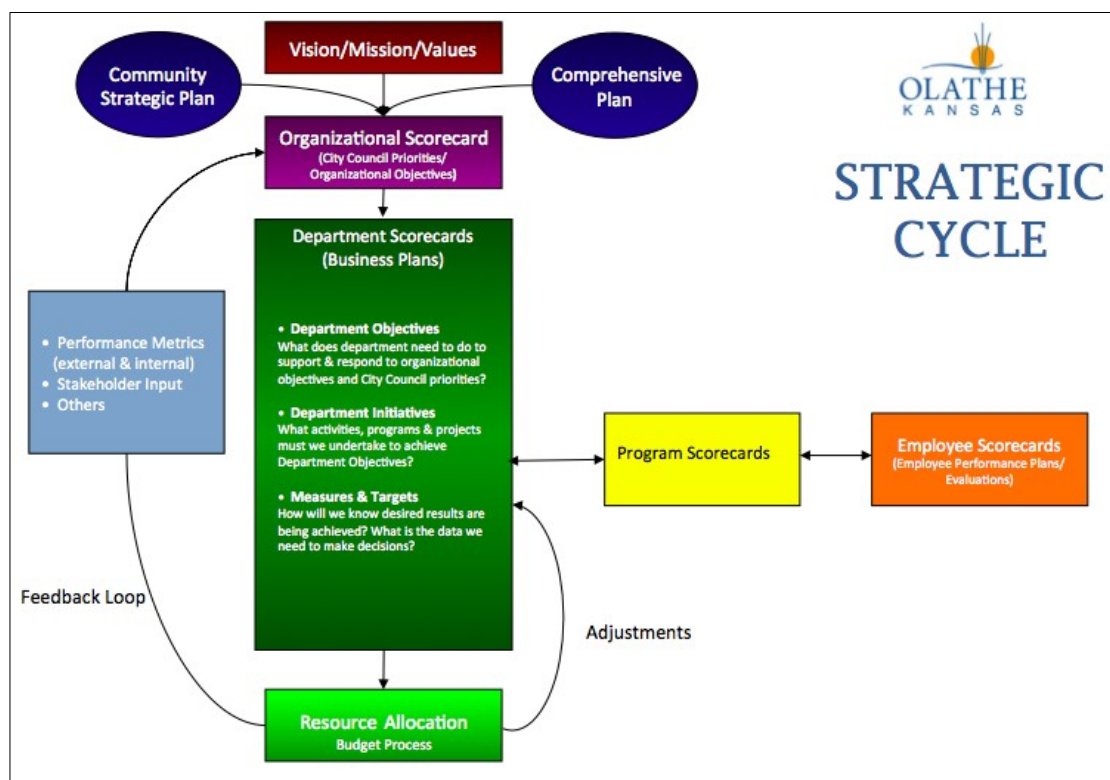 Vision/Mission/Values
Community
Strategic Plan
Comprehensive
Plan
OLATHE
KANSAS
STRATEGIC
CYCLE
Organizational Scorecard
(City Council Priorities/
Organizational Objectives)
Department Scorecards
(Business Plans)
• Department Objectives
What does department need to do to
support & respond to organizational
objectives and City Council priorities?
• Department Initiatives
What activities, programs & projects
must we undertake to achieve
Department Objectives?
• Measures & Targets
How will we know desired results are
being achieved? What is the data we
need to make decisions?
• Performance Metrics
(external & internal)
• Stakeholder Input
• Others
Program Scorecards
Employee Scorecards
(Employee Performance Plans/
Evaluations)
Feedback Loop
Adjustments
Resource Allocation
Budget Process